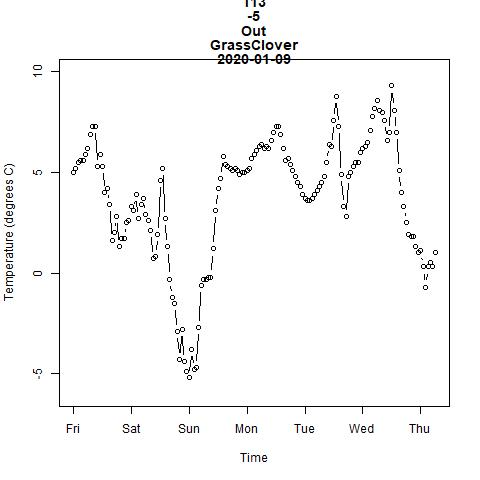 113
-5
Out
GrassClover
2020-01-09
Temperature (degrees C)
10
5
0
-5
Fri
Sat
Sun
Mon
Tue
Wed
Thu
Time